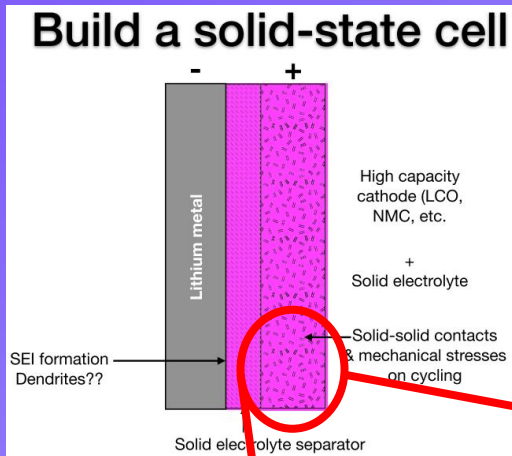 Build a solid-state cell
- +
Lithium metal
High capacity
cathode (LCO,
NMC, etc.
+
Solid electrolyte
Solid-solid contacts
& mechanical stresses
on cycling
SEI formation
Dendrites??
Solid electrolyte separator